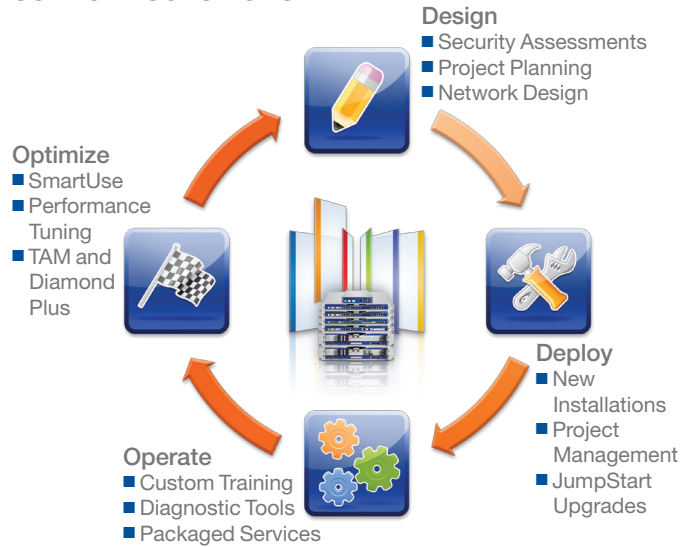 Design
■ Security Assessments
■ Project Planning
■ Network Design
Optimize
■ SmartUse
■ Performance
Tuning
■ TAM and
Diamond
Plus
Deploy
■ New
Installations
■ Project
Management
■ JumpStart
Upgrades
Operate
■ Custom Training
■ Diagnostic Tools
■ Packaged Services